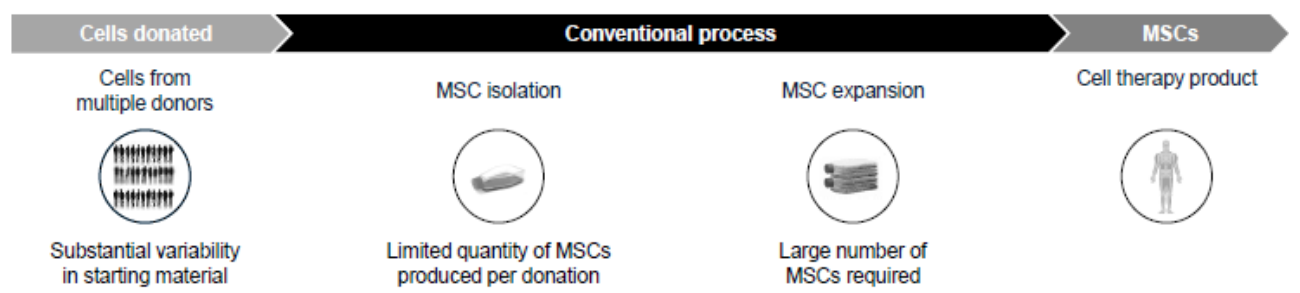 Cells donated
Conventional process
MSCs
Cells from
multiple donors
MSC isolation
MSC expansion
Cell therapy product
Substantial variability
in starting material
Limited quantity of MSCs
produced per donation
Large number of
MSCs required